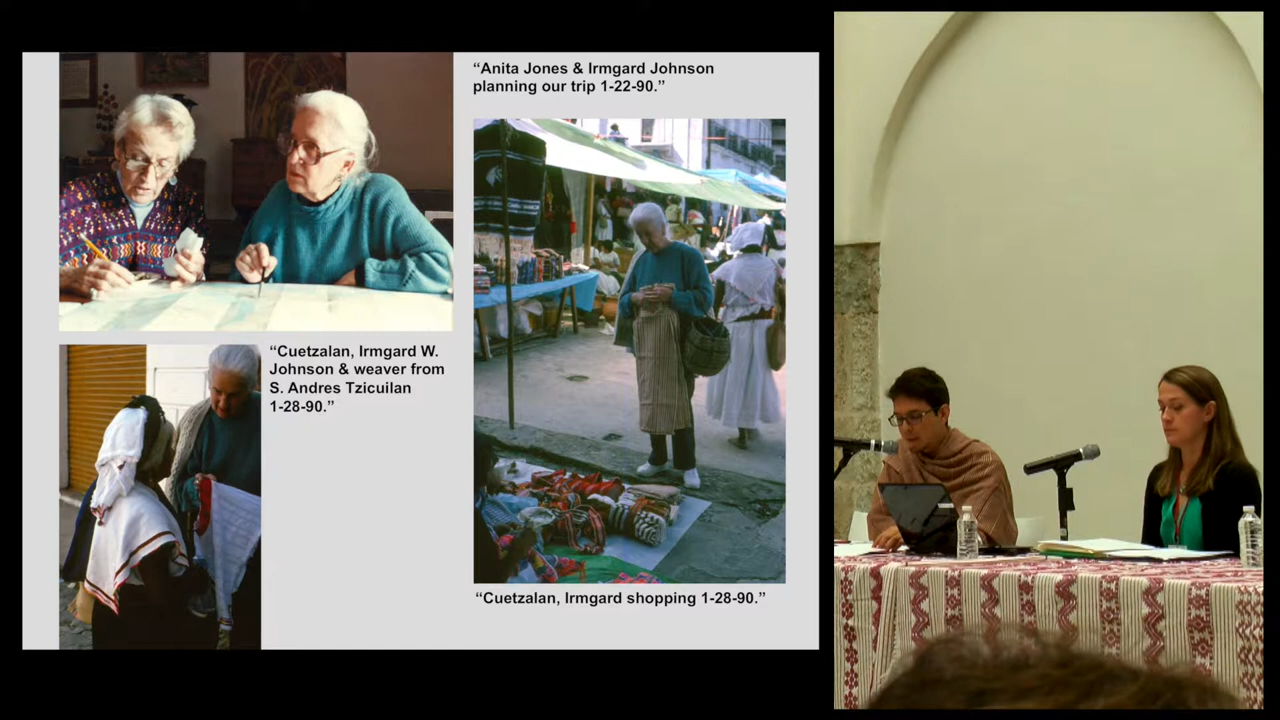 “Anita Jones & Irmgard Johnson
planning our trip 1-22-90.”
“Cuetzalan, Irmgard W.
Johnson & weaver from
S. Andres Tzicuilan
1-28-90.”
“Cuetzalan, Irmgard shopping 1-28-90.”